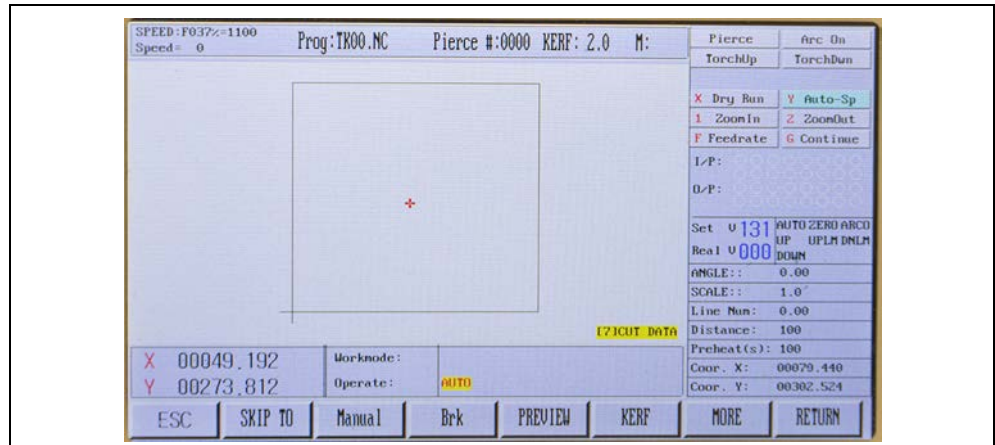 SPEED:F037%=1100
Speed= 0
Prog:TK00.NC Pierce #:0000 KERF: 2.0 M:
Pierce Arc On
TorchUp TorchDwn
X Dry Run Y Auto-Sp
1 ZoomIn 2 ZoomOut
F Feedrate G Continue
I/P:
O/P:
Set V 131 AUTO ZERO ARCO
UP UPLM DNLM
Real V 000 DOWN
ANGLE:: 0.00
SCALE:: 1.0
Line Num: 0.00
[7]CUT DATA Distance: 100
Preheat(s): 100
X 00049.192 Workmode: Coor. X: 00079.440
Y 00273.812 Operate: AUTO Coor. Y: 00302.524
ESC SKIP TO Manual Brk PREVIEW KERF MORE RETURN